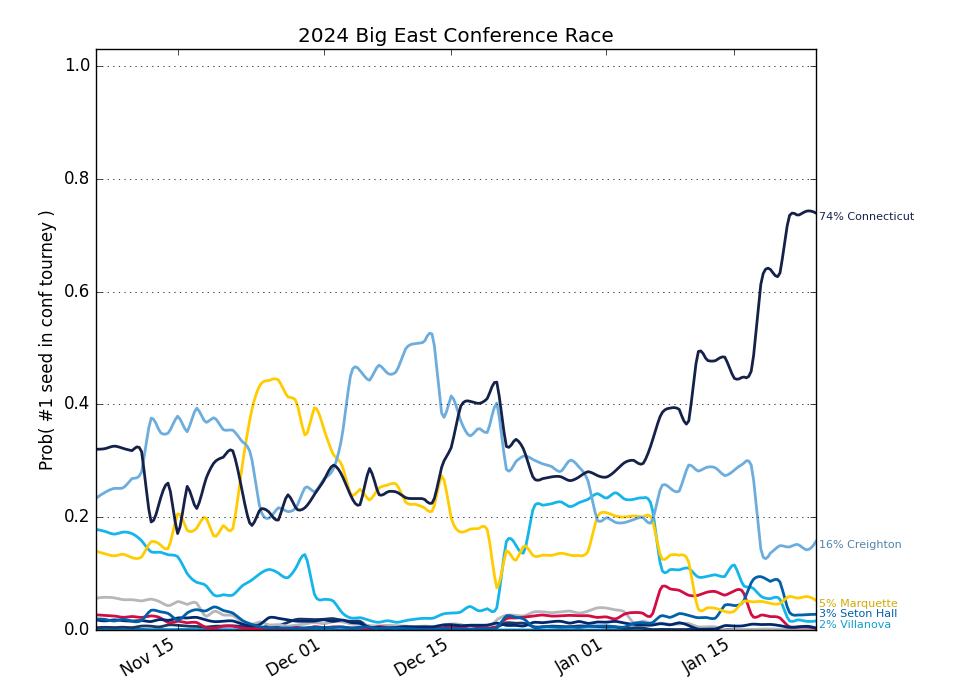 2024 Big East Conference Race
Prob( #1 seed in conf tourney )
1.0
0.8
0.6
0.4
0.2
0.0
Nov 15
Dec 01
Dec 15
Jan 01
Jan 15
74% Connecticut
16% Creighton
5% Marquette
3% Seton Hall
2% Villanova